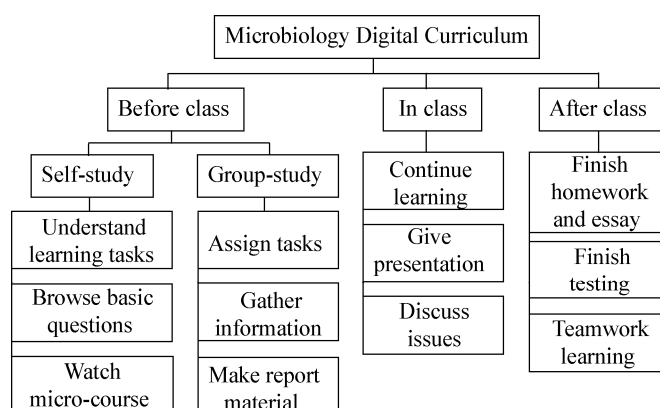 Microbiology Digital Curriculum
Before class
In class
After class
Self-study
Group-study
Understand
learning tasks
Browse basic
questions
Watch
micro-course
Assign tasks
Gather
information
Make report
material
Continue
learning
Give
presentation
Discuss
issues
Finish
homework
and essay
Finish
testing
Teamwork
learning